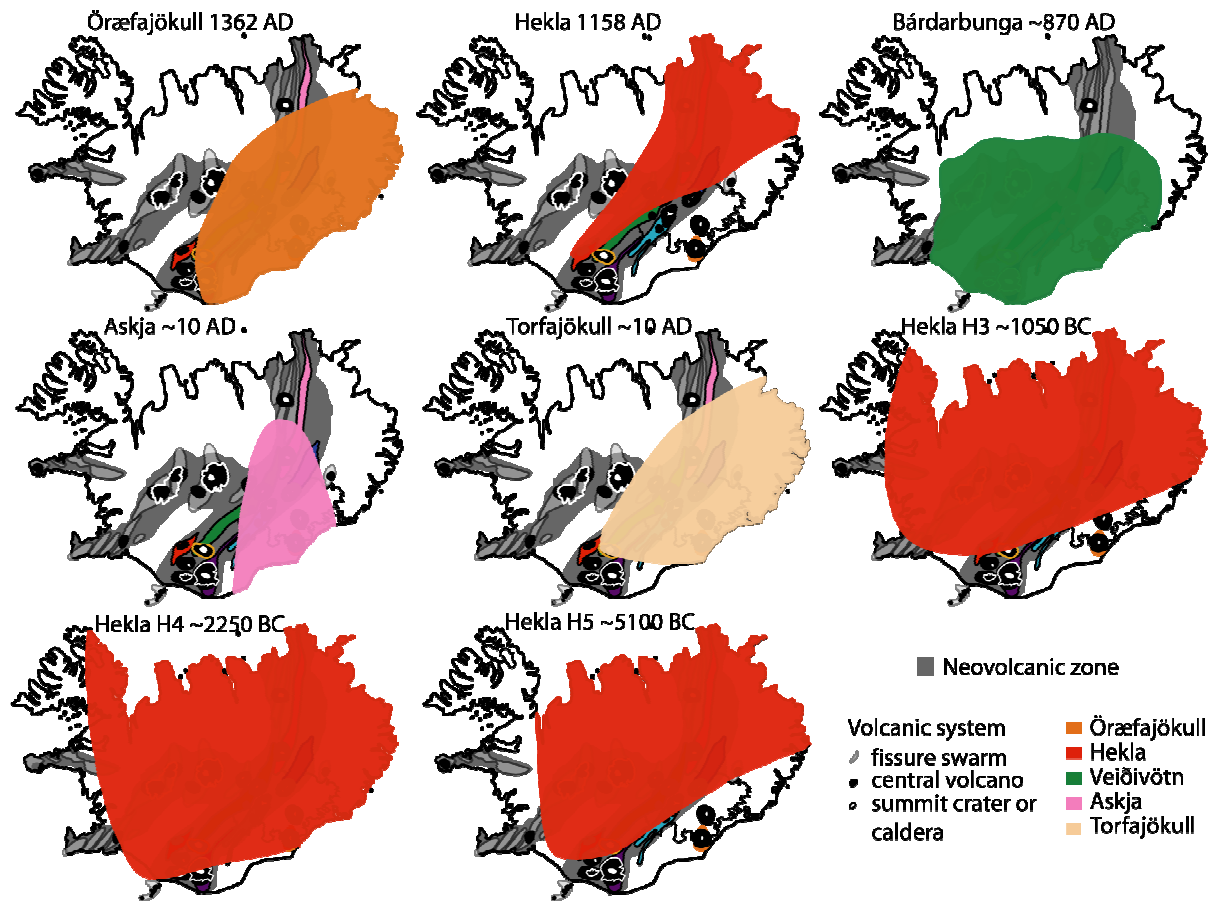 Öræfajökull 1362 AD
Hekla 1158 AD
Bárdarbunga ~870 AD
Askja ~10 AD
Torfajökull ~10 AD
Hekla H3 ~1050 BC
Hekla H4 ~2250 BC
Hekla H5 ~5100 BC
Neovolcanic zone
Volcanic system
fissure swarm
central volcano
summit crater or
caldera
Öræfajökull
Hekla
Veiðivötn
Askja
Torfajökull